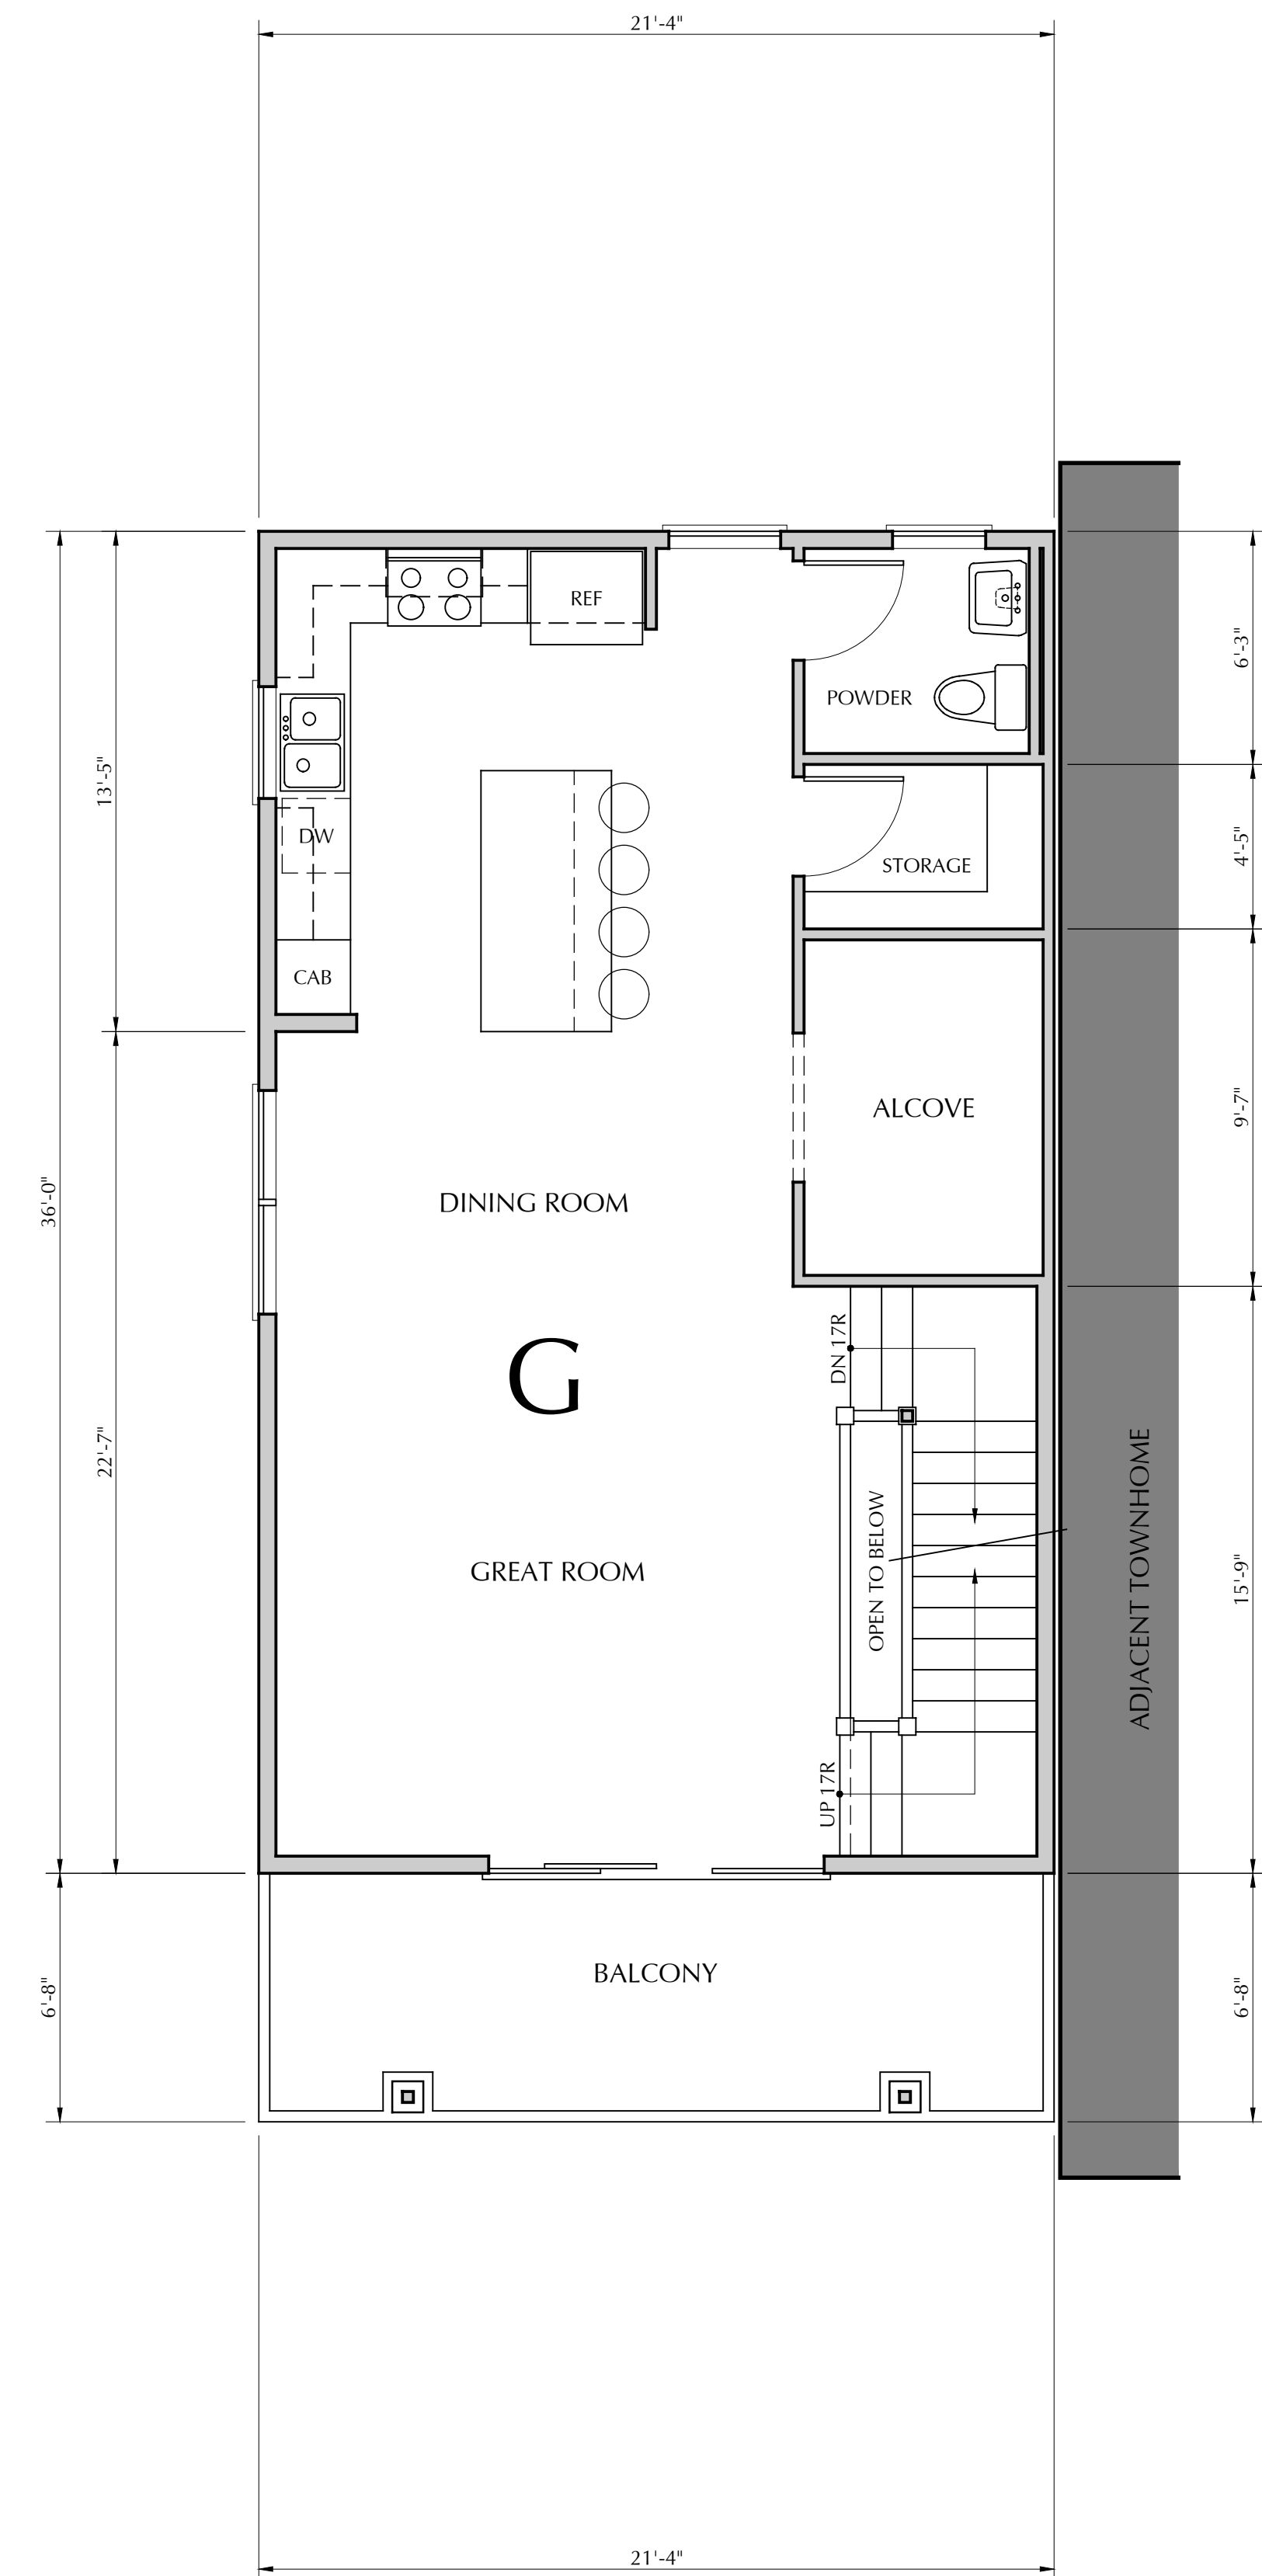 21'-4"
REF
6'-3"
POWDER
13'-5"
DW
STORAGE
4'-5"
CAB
ALCOVE
9'-7"
36'-0"
DINING ROOM
DN 17R
G
22'-7"
OPEN TO BELOW
ADJACENT TOWNHOME
GREAT ROOM
15'-9"
UP 17R
BALCONY
6'-8"
6'-8"
21'-4"